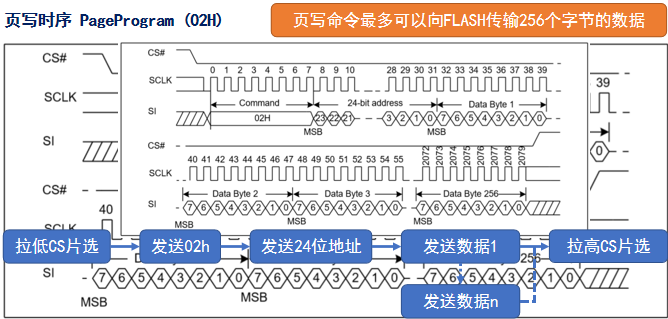 页写时序 PageProgram (02H)
页写命令最多可以向FLASH传输256个字节的数据
CS#
SCLK
SI
0 1 2 3 4 5 6 7 8 9 10 28 29 30 31 32 33 34 35 36 37 38 39
Command 24-bit address Data Byte 1
02H 23 22 21 3 2 1 0 7 6 5 4 3 2 1 0
MSB MSB
CS#
40 41 42 43 44 45 46 47 48 49 50 51 52 53 54 55 2072 2073 2074 2075 2076 2077 2078 2079
SCLK
Data Byte 2 Data Byte 3 Data Byte 256
SI 7 6 5 4 3 2 1 0 7 6 5 4 3 2 1 0 7 6 5 4 3 2 1 0
MSB MSB MSB
CS#
SCLK
SI
39
0
CS#
40
SCLK
拉低CS片选 发送02h 发送24位地址 发送数据1 拉高CS片选
256
SI 7 6 5 4 3 2 1 0 7 6 5 4 3 2 1 0 7 6 5 4 3 2 1 0
MSB MSB MSB
发送数据n